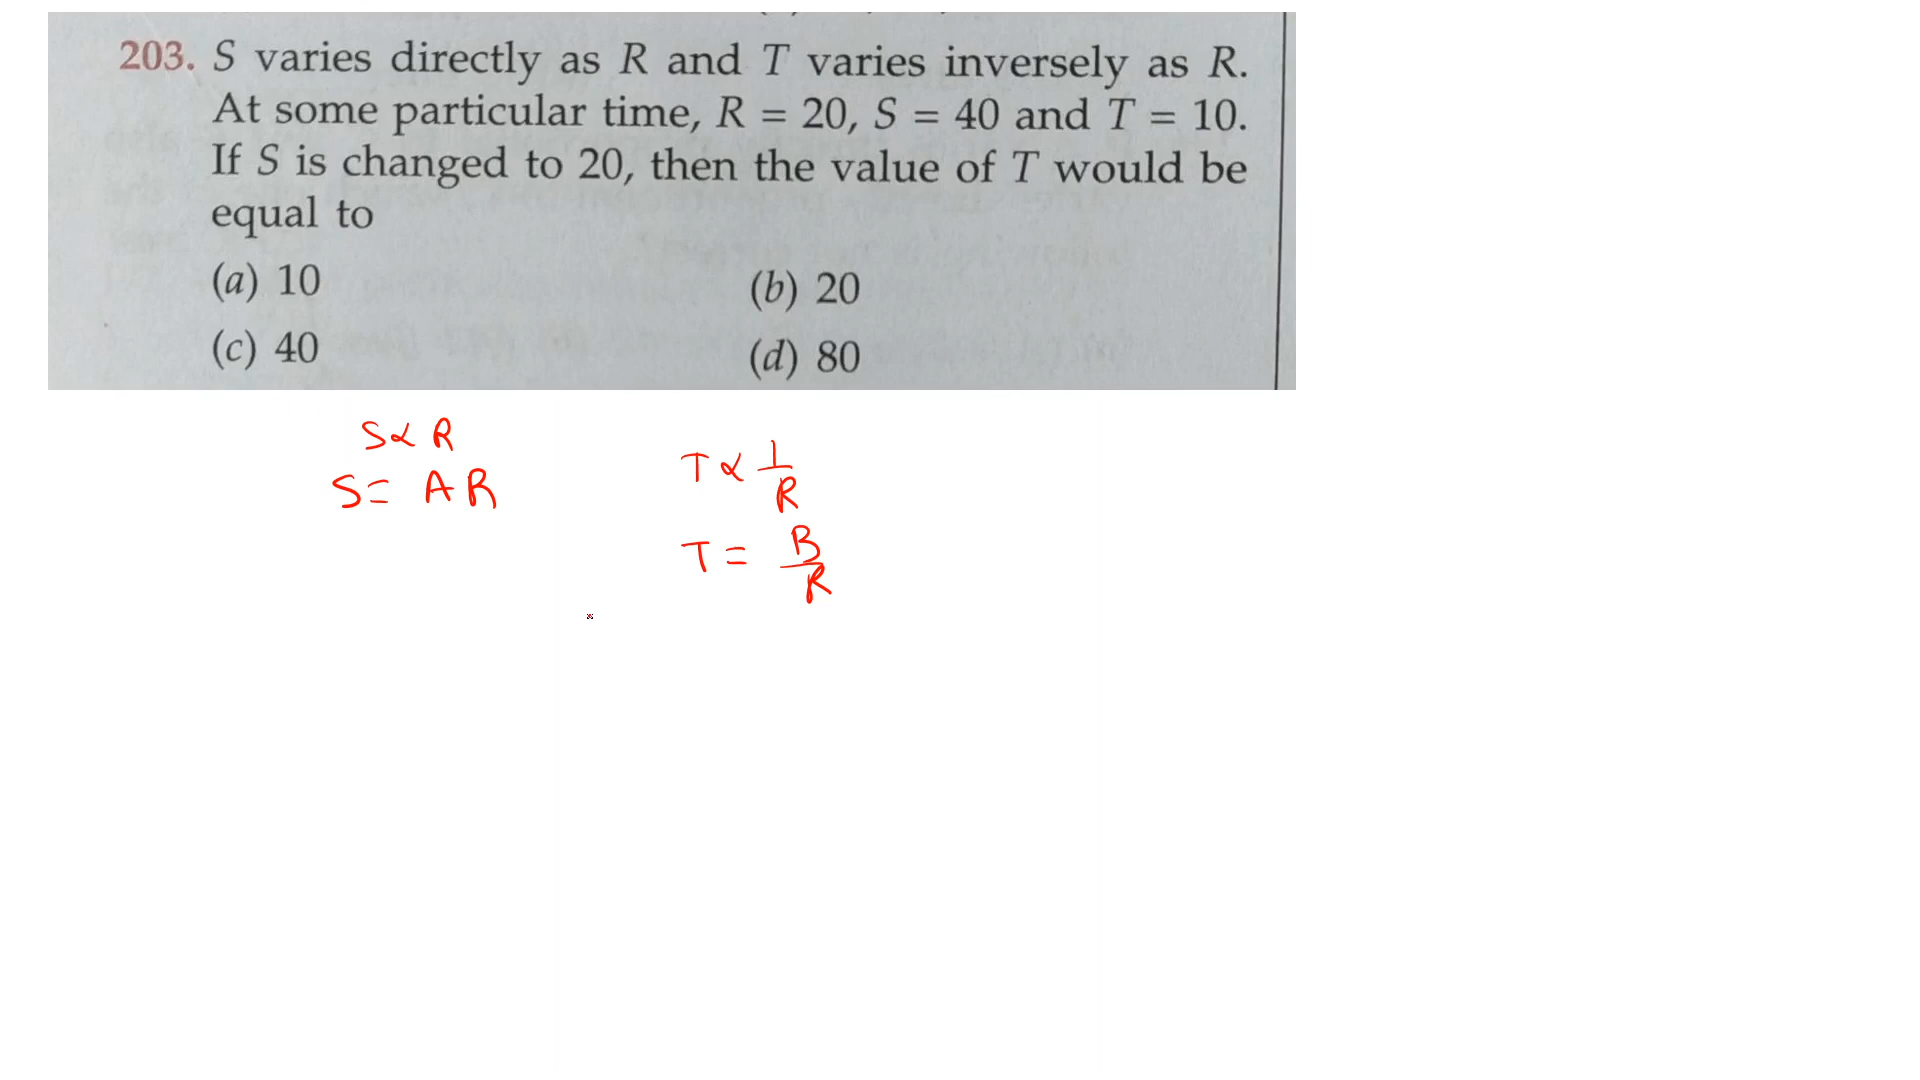 203. S varies directly as R and T varies inversely as R.
At some particular time, R = 20, S = 40 and T = 10.
If S is changed to 20, then the value of T would be
equal to
(a) 10 (b) 20
(c) 40 (d) 80
S ∝ R
S = A R
T ∝ 1/R
T = B/R